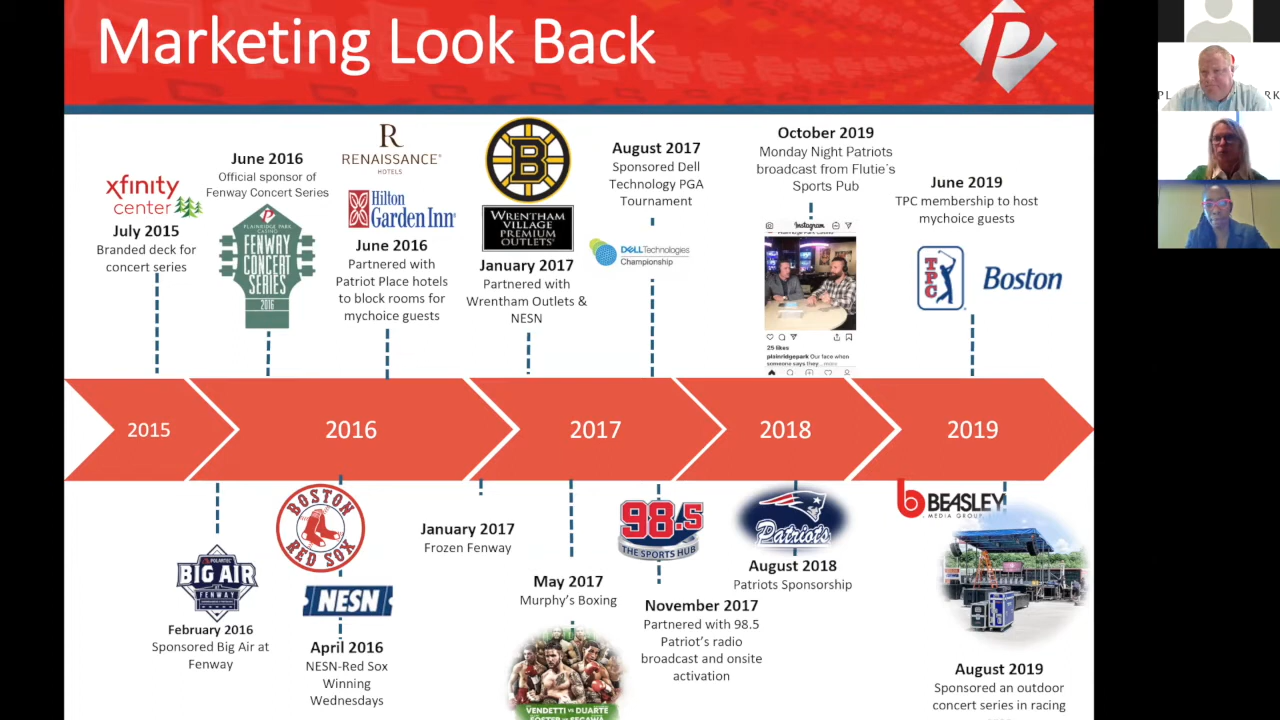 Marketing Look Back
P
xfinity
center
July 2015
Branded deck for
concert series
June 2016
Official sponsor of
Fenway Concert Series
PLAINRIDGE PARK
CASINO
FENWAY
CONCERT
SERIES
2016
R
RENAISSANCE®
HOTELS
Hilton
Garden Inn®
June 2016
Partnered with
Patriot Place hotels
to block rooms for
mychoice guests
B
WRENTHAM
VILLAGE
PREMIUM
OUTLETS®
January 2017
Partnered with
Wrentham Outlets &
NESN
August 2017
Sponsored Dell
Technology PGA
Tournament
DELLTechnologies
Championship
October 2019
Monday Night Patriots
broadcast from Flutie's
Sports Pub
Instagram
25 likes
plainridgepark Our face when
someone says they... more
June 2019
TPC membership to host
mychoice guests
TPC
Boston
2015
2016
2017
2018
2019
POLARTEC
BIG AIR
FENWAY
February 2016
Sponsored Big Air at
Fenway
BOSTON
RED SOX
NESN
April 2016
NESN-Red Sox
Winning
Wednesdays
January 2017
Frozen Fenway
May 2017
Murphy's Boxing
VENDETTI vs DUARTE
98.5
THE SPORTS HUB
November 2017
Partnered with 98.5
Patriot's radio
broadcast and onsite
activation
Patriots
August 2018
Patriots Sponsorship
BEASLEY
MEDIA GROUP
August 2019
Sponsored an outdoor
concert series in racing